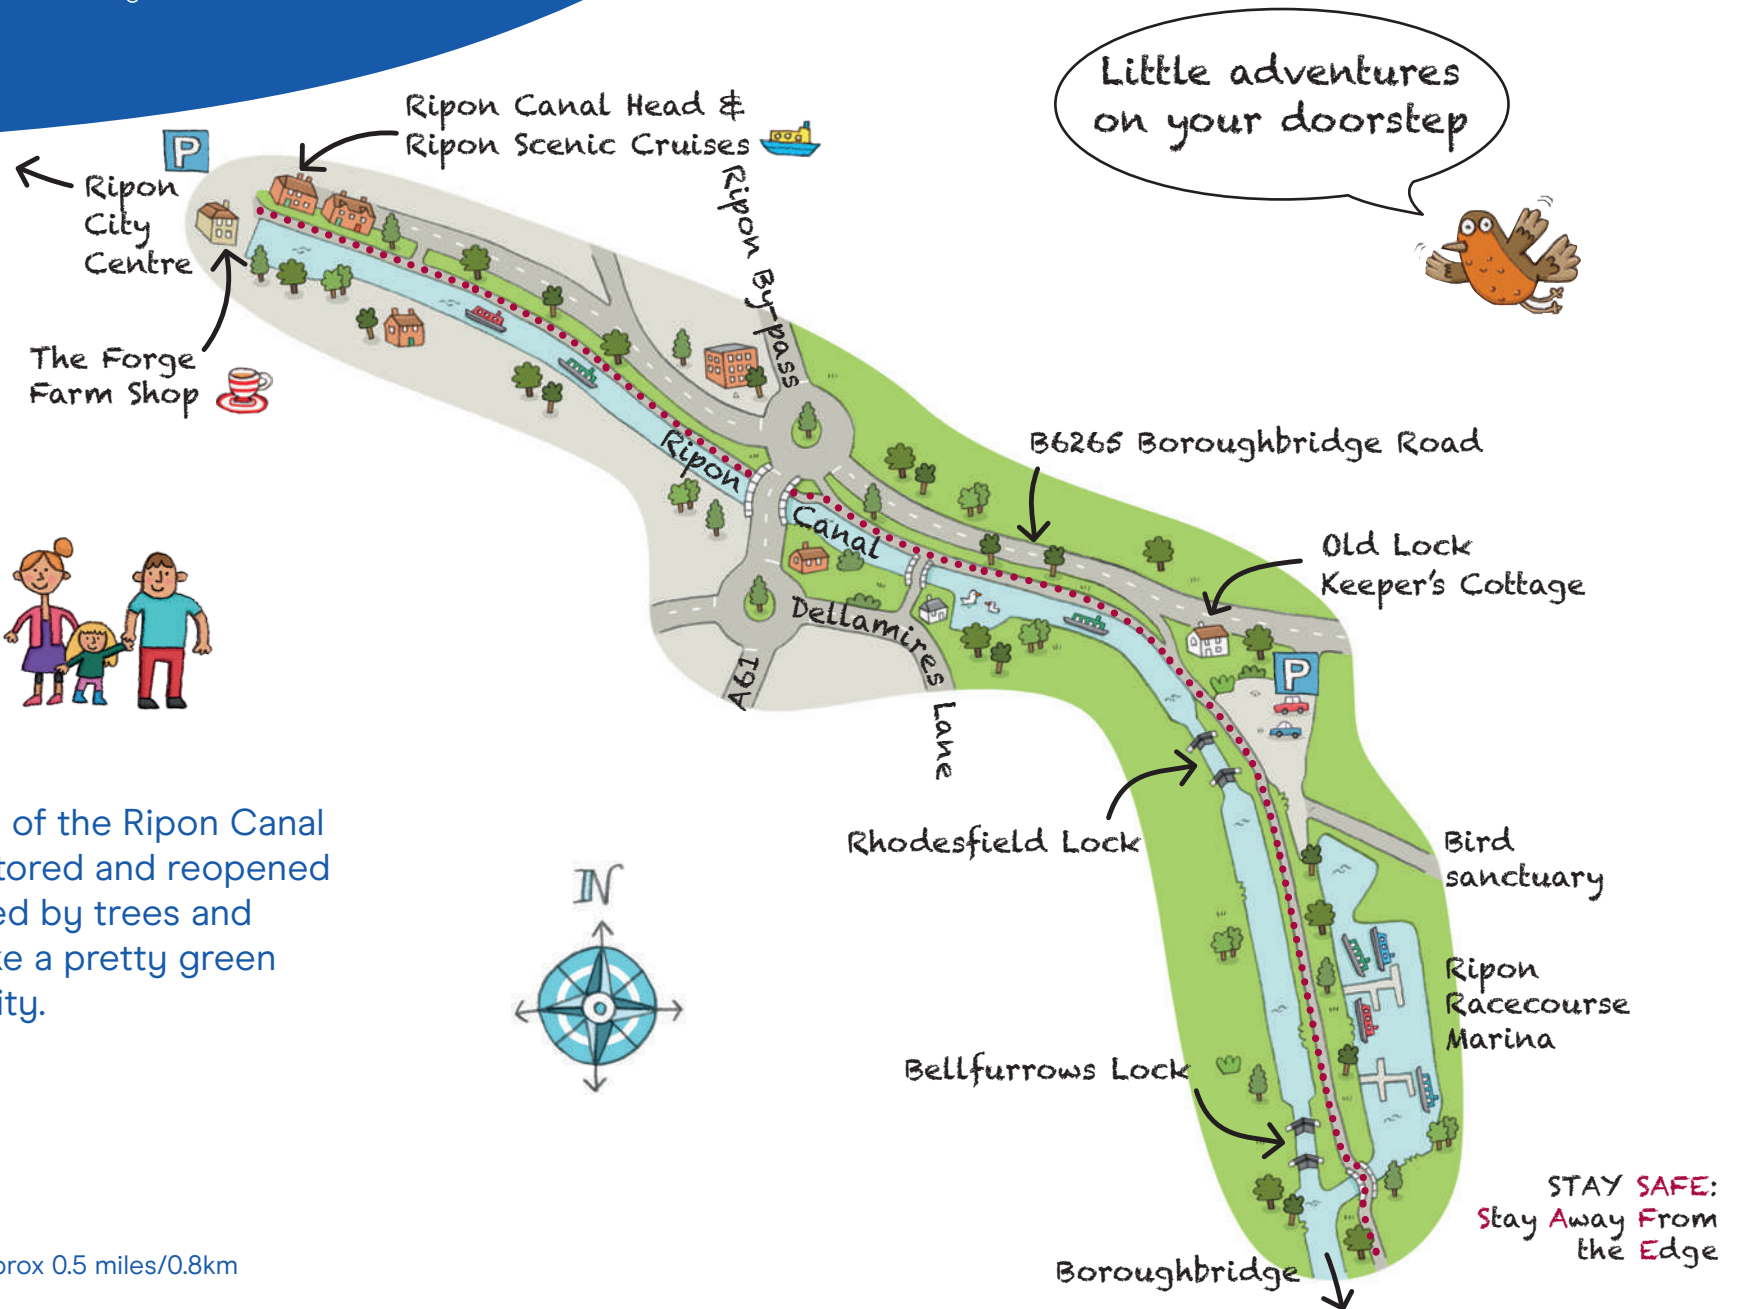 Little adventures
on your doorstep
Ripon Canal Head &
Ripon Scenic Cruises
P
Ripon
City
Centre
Ripon By-pass
The Forge
Farm Shop
B6265 Boroughbridge Road
Ripon
Canal
Old Lock
Keeper's Cottage
Dellamires Lane
A61
P
Rhodesfield Lock
Bird
sanctuary
of the Ripon Canal
tored and reopened
ed by trees and
ke a pretty green
ity.
N
Ripon
Racecourse
Marina
Bellfurrows Lock
STAY SAFE:
Stay Away From
the Edge
Boroughbridge
prox 0.5 miles/0.8km